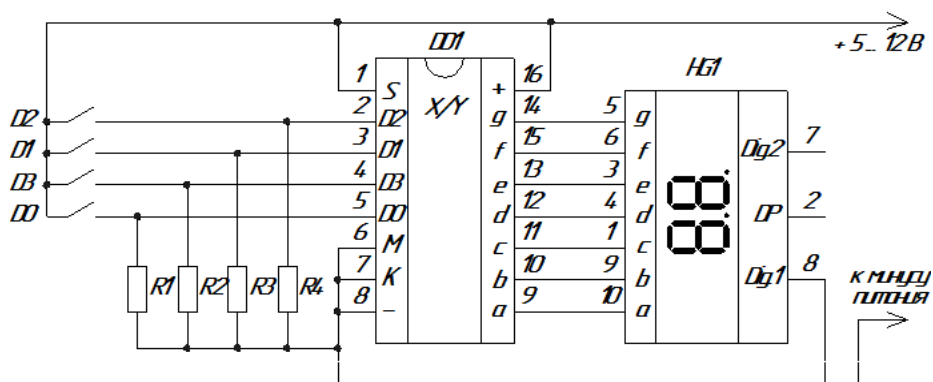 +5...12В
DD1
HG1
1 S X/Y + 16
D2 2 D2 g 14 5 g
D1 3 D1 f 15 6 f Dig2 7
D3 4 D3 e 13 3 e
D0 5 D0 d 12 4 d DP 2
6 M c 11 1 c
R1 R2 R3 R4 7 K b 10 9 b Dig1 8
8 - a 9 10 a
к минусу
питания